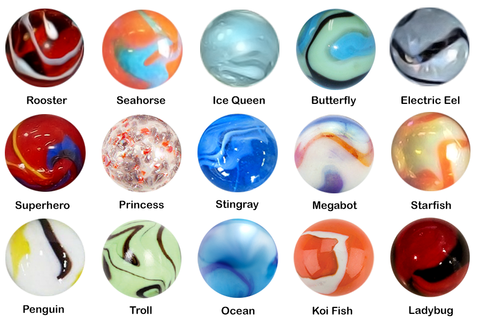 Rooster
Seahorse
Ice Queen
Butterfly
Electric Eel
Superhero
Princess
Stingray
Megabot
Starfish
Penguin
Troll
Ocean
Koi Fish
Ladybug